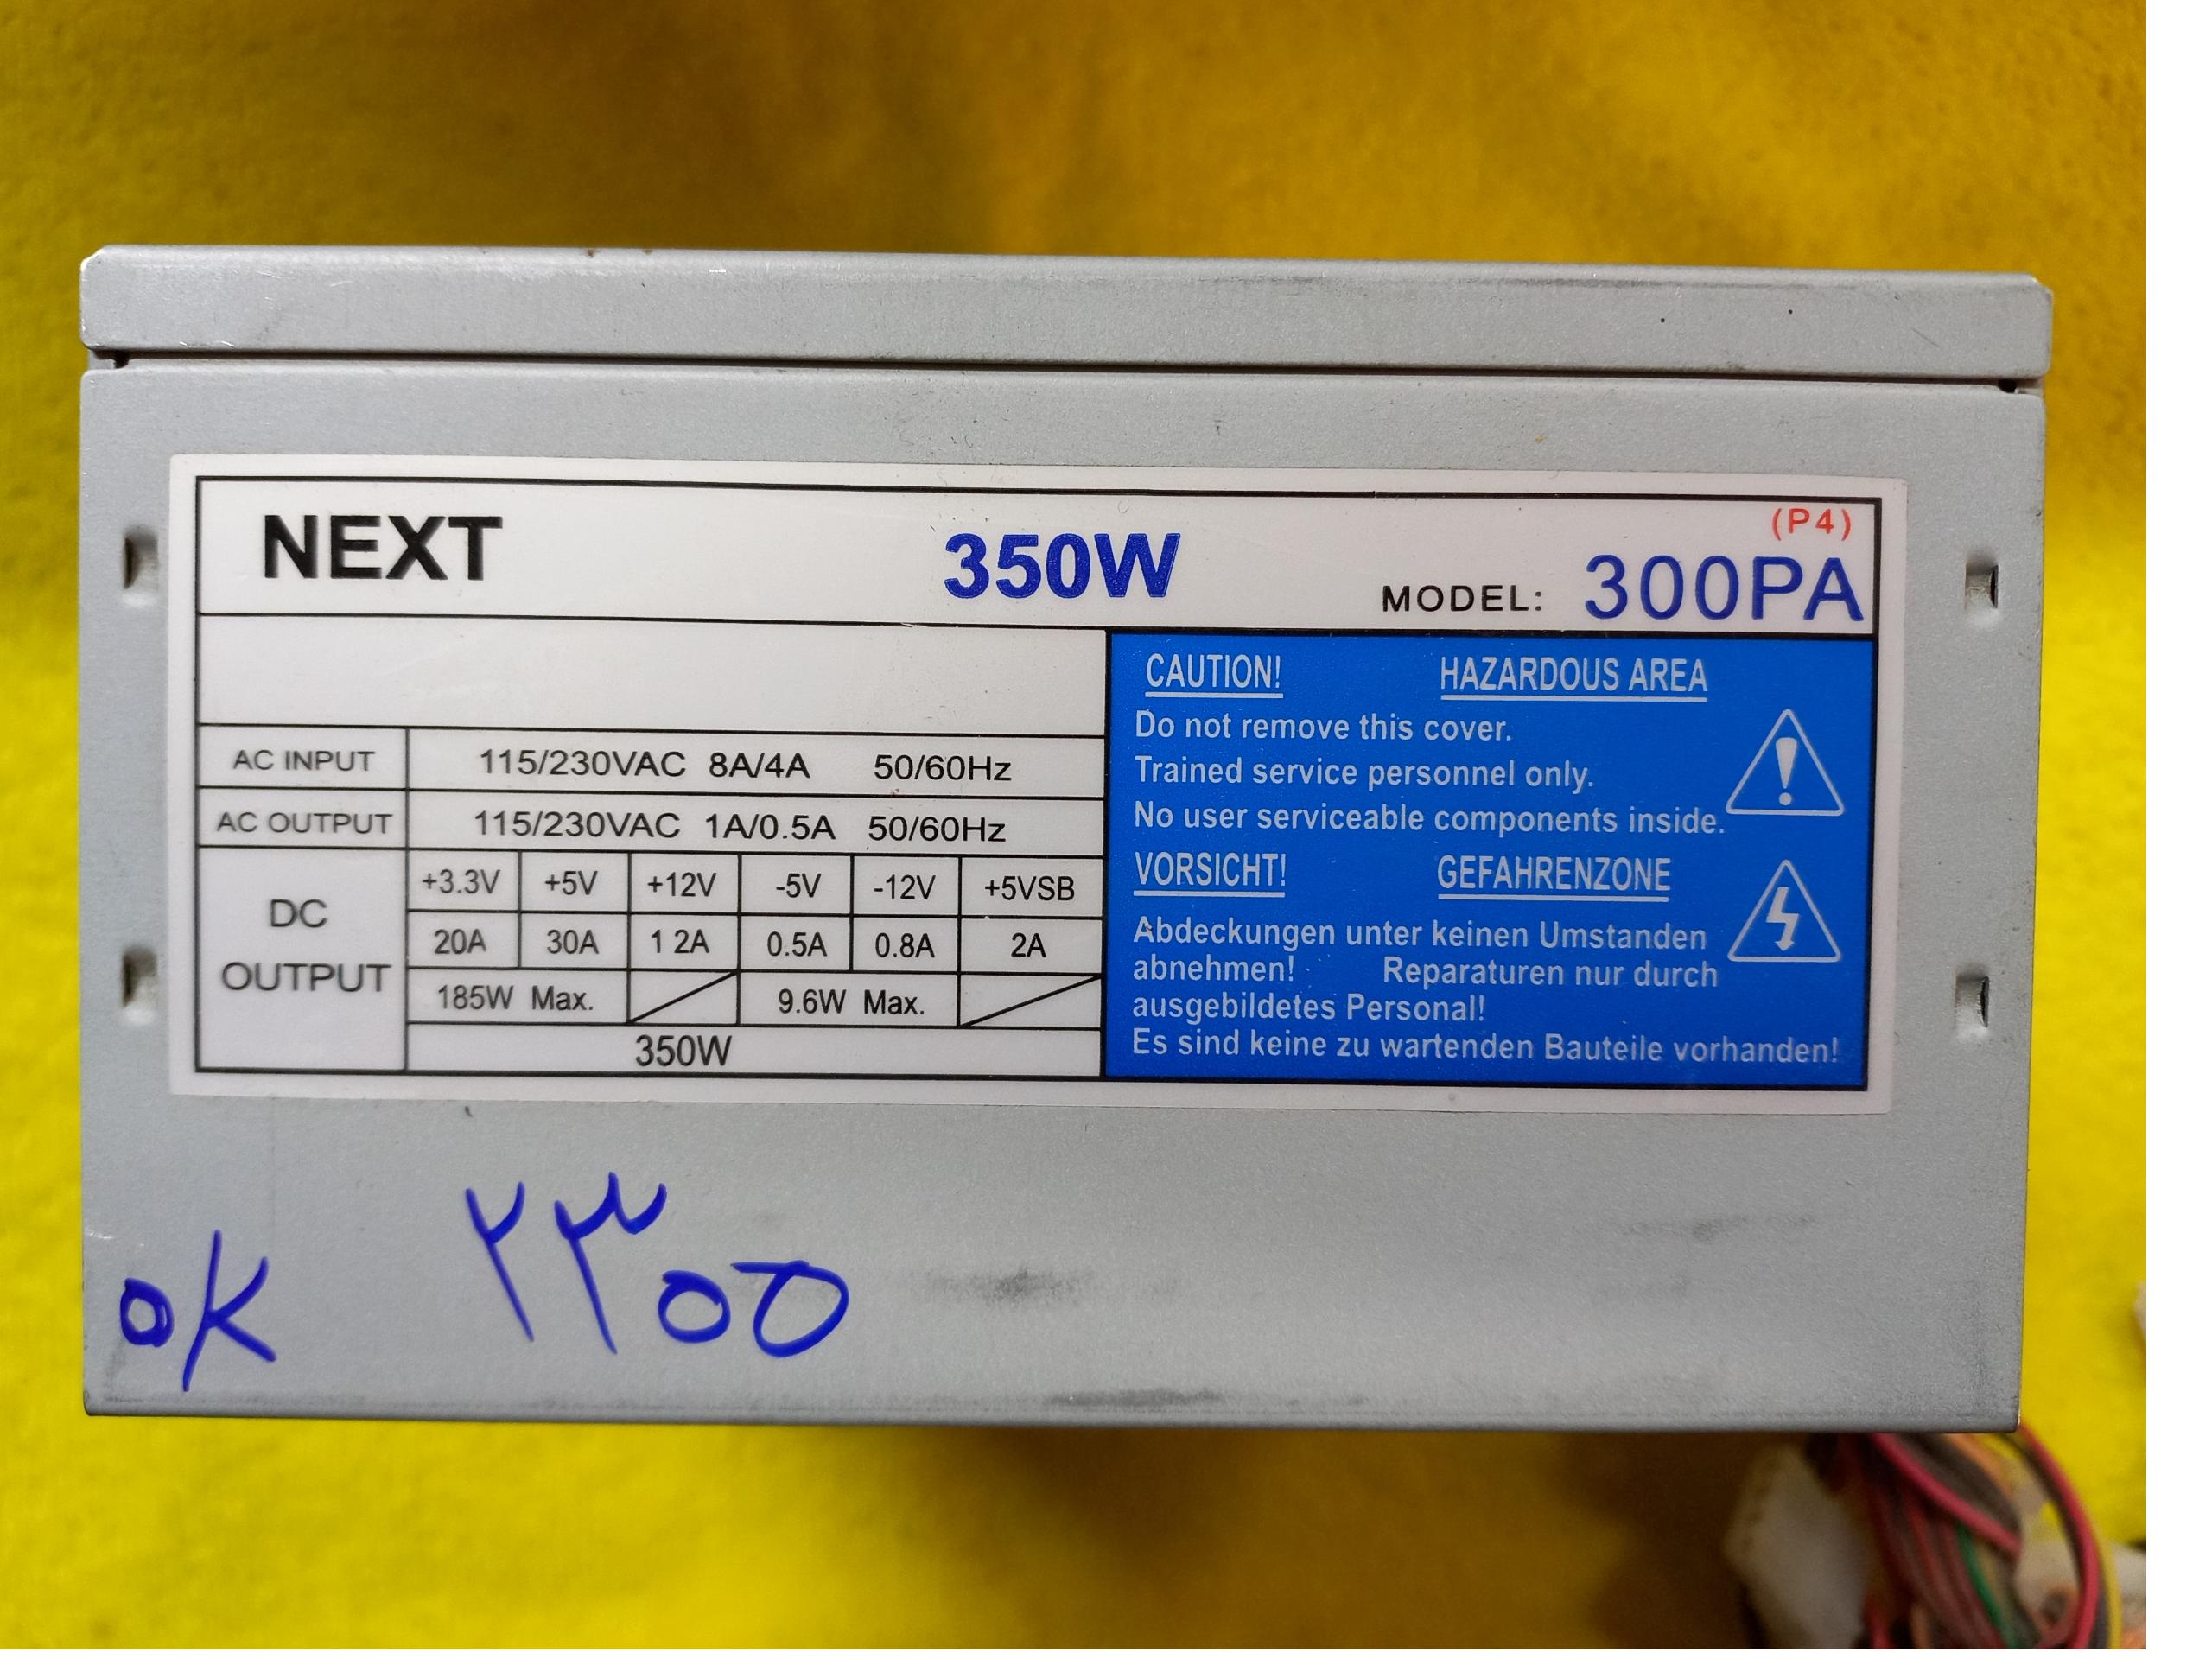 (P4)
NEXT 350W MODEL: 300PA
AC INPUT 115/230VAC 8A/4A 50/60Hz
AC OUTPUT 115/230VAC 1A/0.5A 50/60Hz
DC OUTPUT
+3.3V +5V +12V -5V -12V +5VSB
20A 30A 1 2A 0.5A 0.8A 2A
185W Max. 9.6W Max.
350W
CAUTION! HAZARDOUS AREA
Do not remove this cover.
Trained service personnel only.
No user serviceable components inside.
VORSICHT! GEFAHRENZONE
Abdeckungen unter keinen Umstanden
abnehmen! Reparaturen nur durch
ausgebildetes Personal!
Es sind keine zu wartenden Bauteile vorhanden!
ok ۲۳۰۰